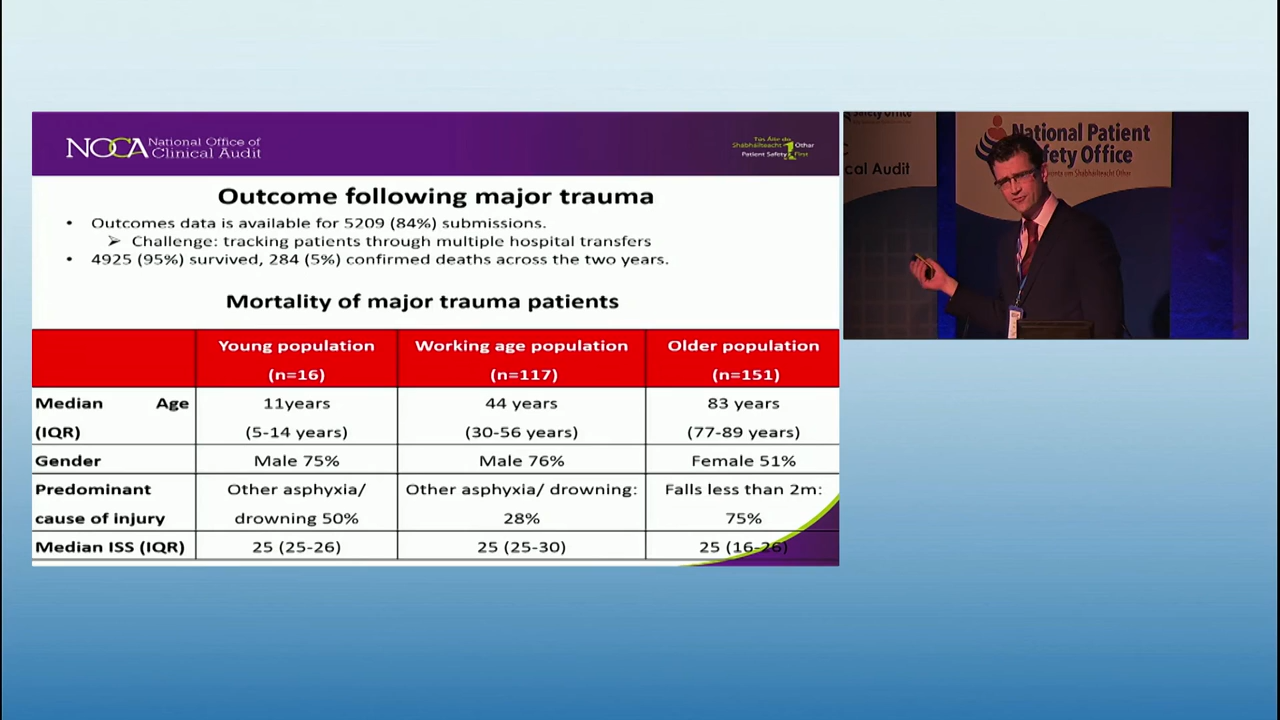 NOCA National Office of
Clinical Audit
Othar
Patient Safety 1 First
Outcome following major trauma
• Outcomes data is available for 5209 (84%) submissions.
➢ Challenge: tracking patients through multiple hospital transfers
• 4925 (95%) survived, 284 (5%) confirmed deaths across the two years.
Mortality of major trauma patients
Young population Working age population Older population
(n=16) (n=117) (n=151)
Median Age 11years 44 years 83 years
(IQR) (5-14 years) (30-56 years) (77-89 years)
Gender Male 75% Male 76% Female 51%
Predominant Other asphyxia/ Other asphyxia/ drowning: Falls less than 2m:
cause of injury drowning 50% 28% 75%
Median ISS (IQR) 25 (25-26) 25 (25-30) 25 (16-26)
cal Audit
National Patient
fety Office